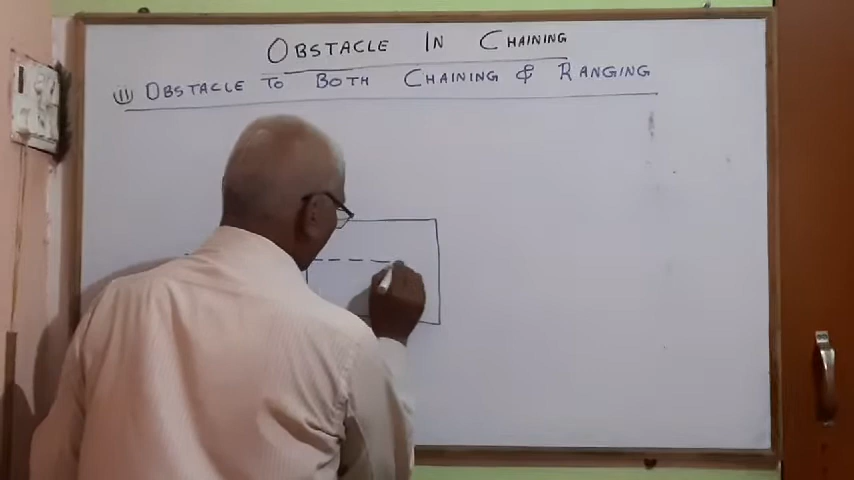 OBSTACLE IN CHAINING
(iii) OBSTACLE TO BOTH CHAINING & RANGING